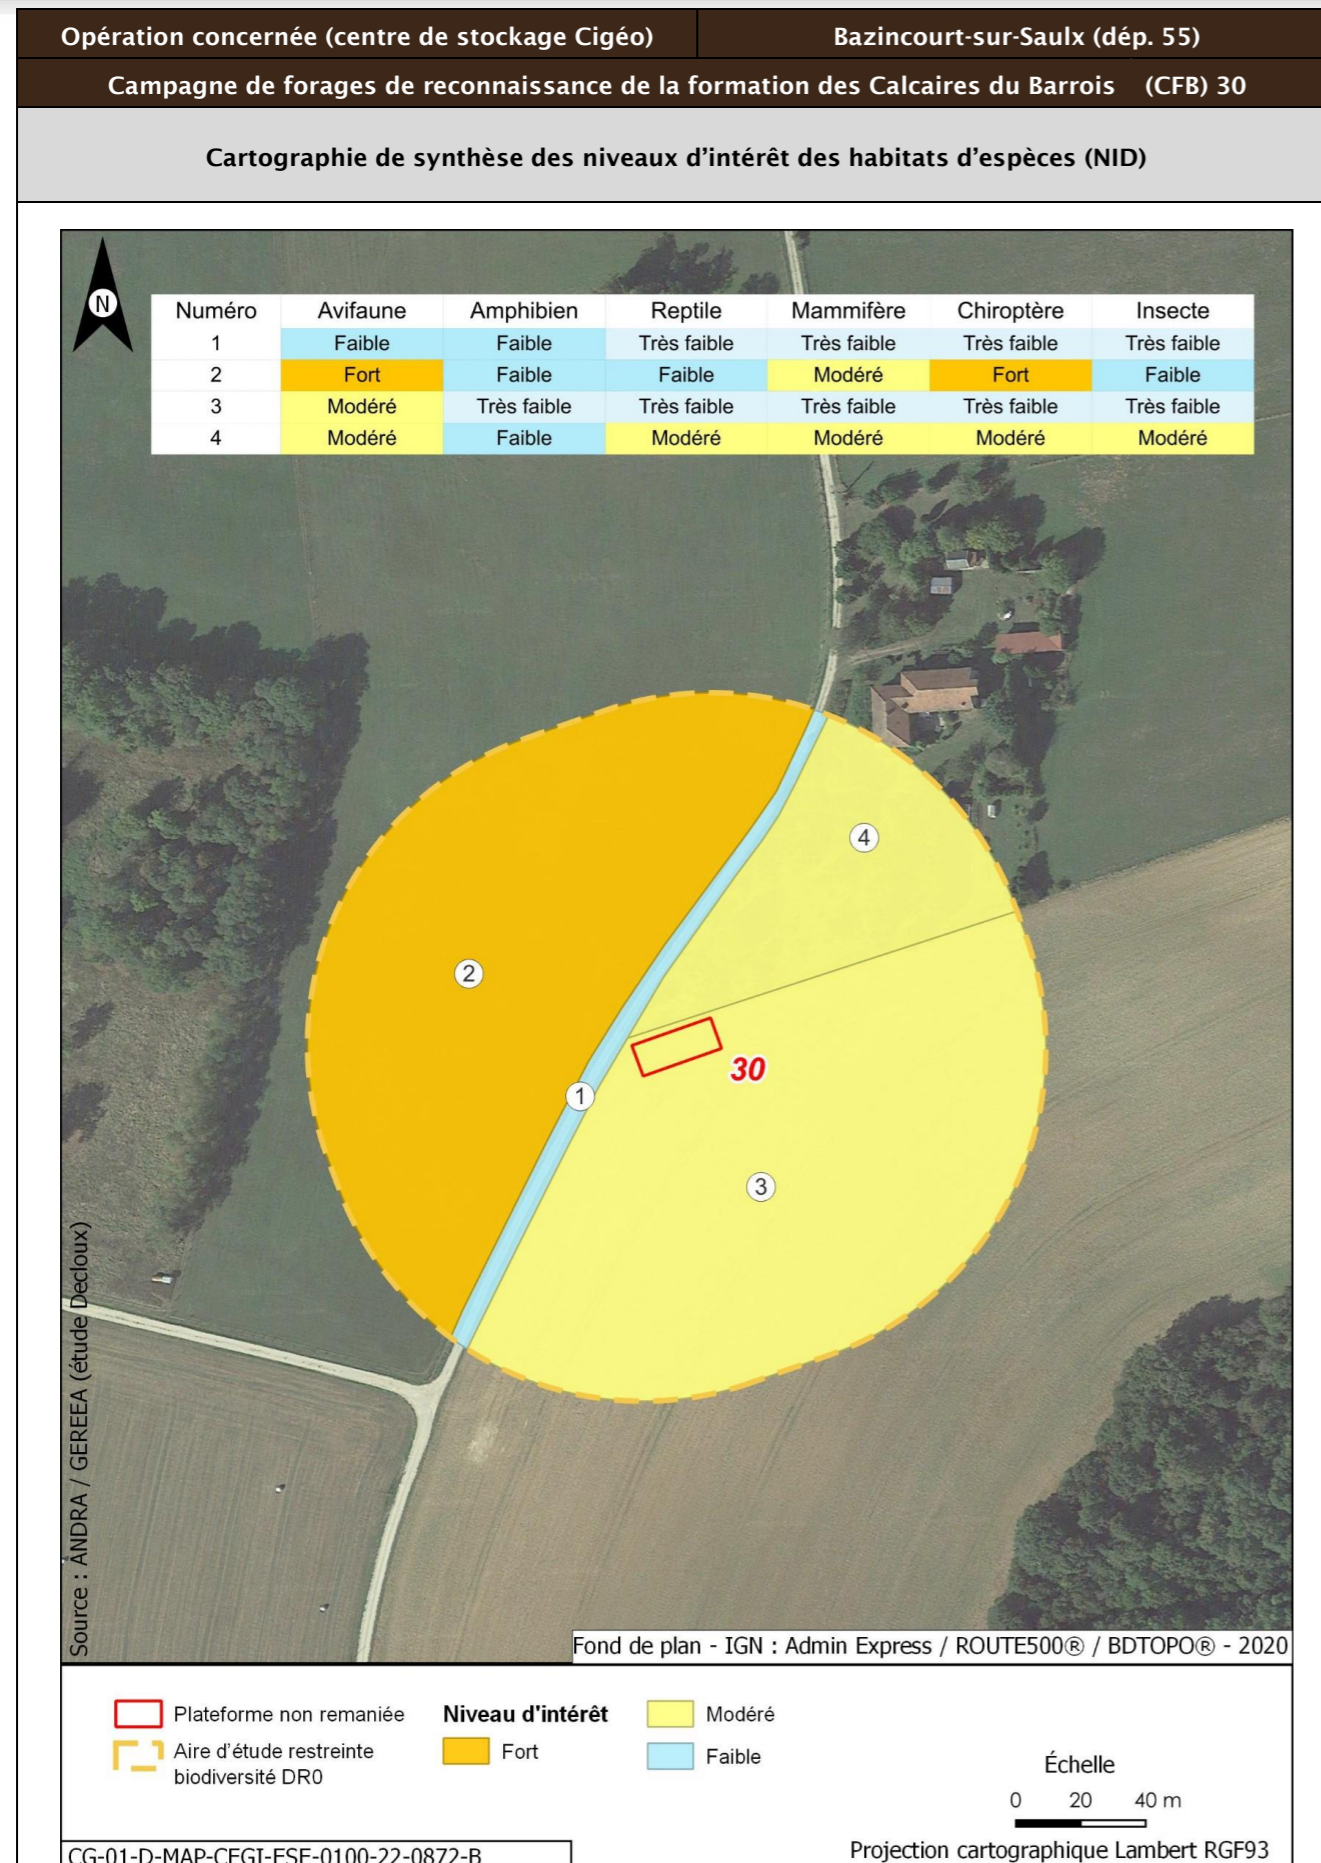 Opération concernée (centre de stockage Cigéo) Bazincourt-sur-Saulx (dép. 55)
Campagne de forages de reconnaissance de la formation des Calcaires du Barrois (CFB) 30
Cartographie de synthèse des niveaux d'intérêt des habitats d'espèces (NID)
N
Numéro Avifaune Amphibien Reptile Mammifère Chiroptère Insecte
1 Faible Faible Très faible Très faible Très faible Très faible
2 Fort Faible Faible Modéré Fort Faible
3 Modéré Très faible Très faible Très faible Très faible Très faible
4 Modéré Faible Modéré Modéré Modéré Modéré
4
2
30
1
3
Source : ANDRA / GEREEA (étude Decloux)
Fond de plan - IGN : Admin Express / ROUTE500® / BDTOPO® - 2020
Plateforme non remaniée
Aire d'étude restreinte
biodiversité DR0
Niveau d'intérêt
Fort
Modéré
Faible
Échelle
0 20 40 m
Projection cartographique Lambert RGF93
CG-01-D-MAP-CEGI-ESE-0100-22-0872-B